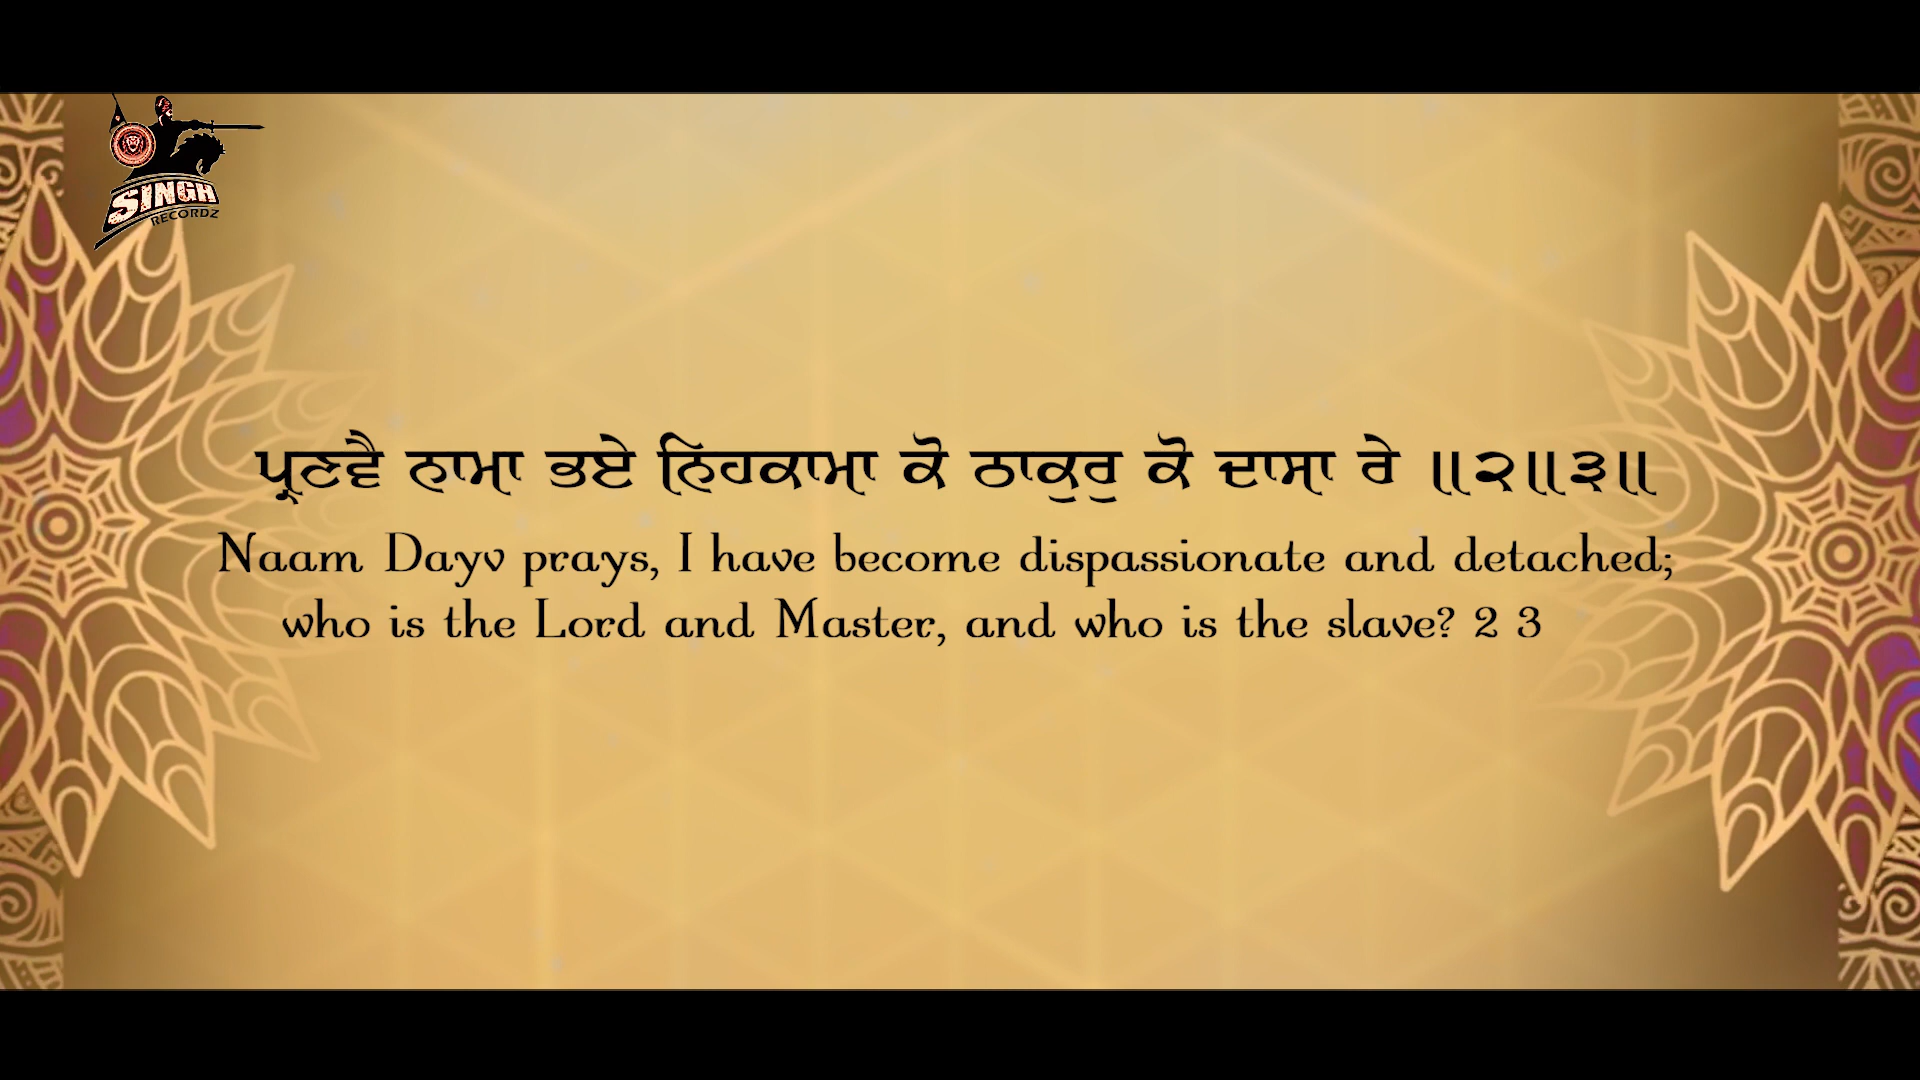 SINGH
RECORDZ
ਪ੍ਰਣਵੈ ਨਾਮਾ ਭਏ ਨਿਹਕਾਮਾ ਕੋ ਠਾਕੁਰੁ ਕੋ ਦਾਸਾ ਰੇ ॥੨॥੩॥
Naam Dayv prays, I have become dispassionate and detached;
who is the Lord and Master, and who is the slave? 2 3